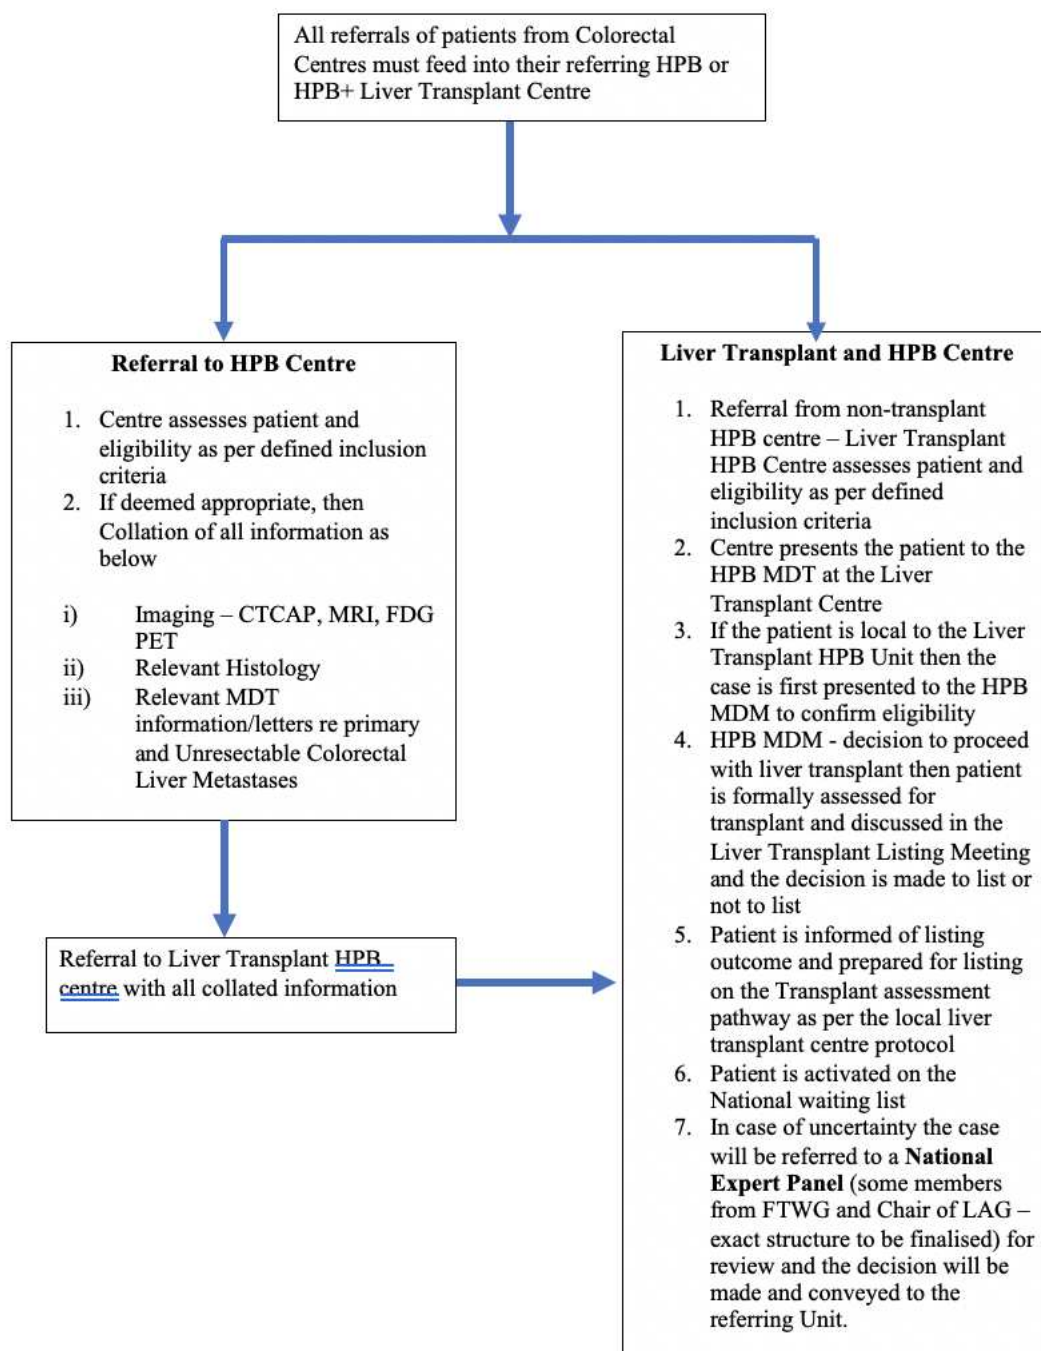 All referrals of patients from Colorectal
Centres must feed into their referring HPB or
HPB+ Liver Transplant Centre
Referral to HPB Centre
1. Centre assesses patient and
eligibility as per defined inclusion
criteria
2. If deemed appropriate, then
Collation of all information as
below
i) Imaging – CTCAP, MRI, FDG
PET
ii) Relevant Histology
iii) Relevant MDT
information/letters re primary
and Unresectable Colorectal
Liver Metastases
Referral to Liver Transplant HPB
centre with all collated information
Liver Transplant and HPB Centre
1. Referral from non-transplant
HPB centre – Liver Transplant
HPB Centre assesses patient and
eligibility as per defined
inclusion criteria
2. Centre presents the patient to the
HPB MDT at the Liver
Transplant Centre
3. If the patient is local to the Liver
Transplant HPB Unit then the
case is first presented to the HPB
MDM to confirm eligibility
4. HPB MDM - decision to proceed
with liver transplant then patient
is formally assessed for
transplant and discussed in the
Liver Transplant Listing Meeting
and the decision is made to list or
not to list
5. Patient is informed of listing
outcome and prepared for listing
on the Transplant assessment
pathway as per the local liver
transplant centre protocol
6. Patient is activated on the
National waiting list
7. In case of uncertainty the case
will be referred to a National
Expert Panel (some members
from FTWG and Chair of LAG –
exact structure to be finalised) for
review and the decision will be
made and conveyed to the
referring Unit.